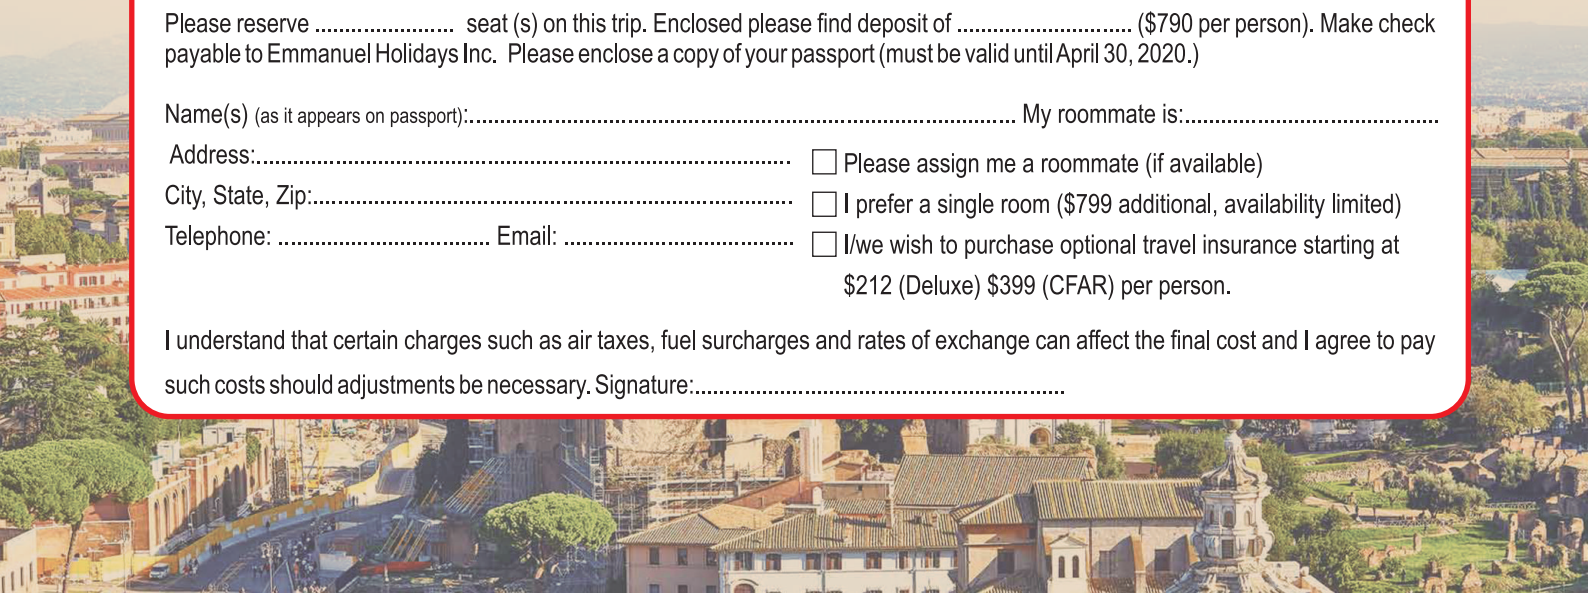 Please reserve ...................... seat (s) on this trip. Enclosed please find deposit of ............................ ($790 per person). Make check
payable to Emmanuel Holidays Inc. Please enclose a copy of your passport (must be valid until April 30, 2020.)
Name(s) (as it appears on passport):........................................................................................ My roommate is:.........................................
Address:......................................................................................
Please assign me a roommate (if available)
City, State, Zip:.............................................................................
I prefer a single room ($799 additional, availability limited)
Telephone: .................................. Email: .....................................
I/we wish to purchase optional travel insurance starting at
$212 (Deluxe) $399 (CFAR) per person.
I understand that certain charges such as air taxes, fuel surcharges and rates of exchange can affect the final cost and I agree to pay
such costs should adjustments be necessary. Signature:...........................................................